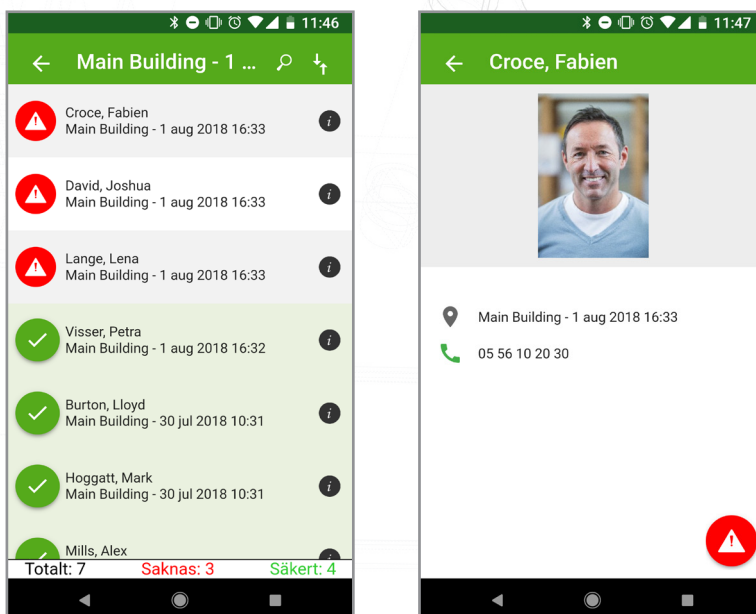 11:46
Main Building - 1 ...
Croce, Fabien
Main Building - 1 aug 2018 16:33
David, Joshua
Main Building - 1 aug 2018 16:33
Lange, Lena
Main Building - 1 aug 2018 16:33
Visser, Petra
Main Building - 1 aug 2018 16:32
Burton, Lloyd
Main Building - 30 jul 2018 10:31
Hoggatt, Mark
Main Building - 30 jul 2018 10:31
Mills, Alex
Totalt: 7 Saknas: 3 Säkert: 4
11:47
Croce, Fabien
Main Building - 1 aug 2018 16:33
05 56 10 20 30